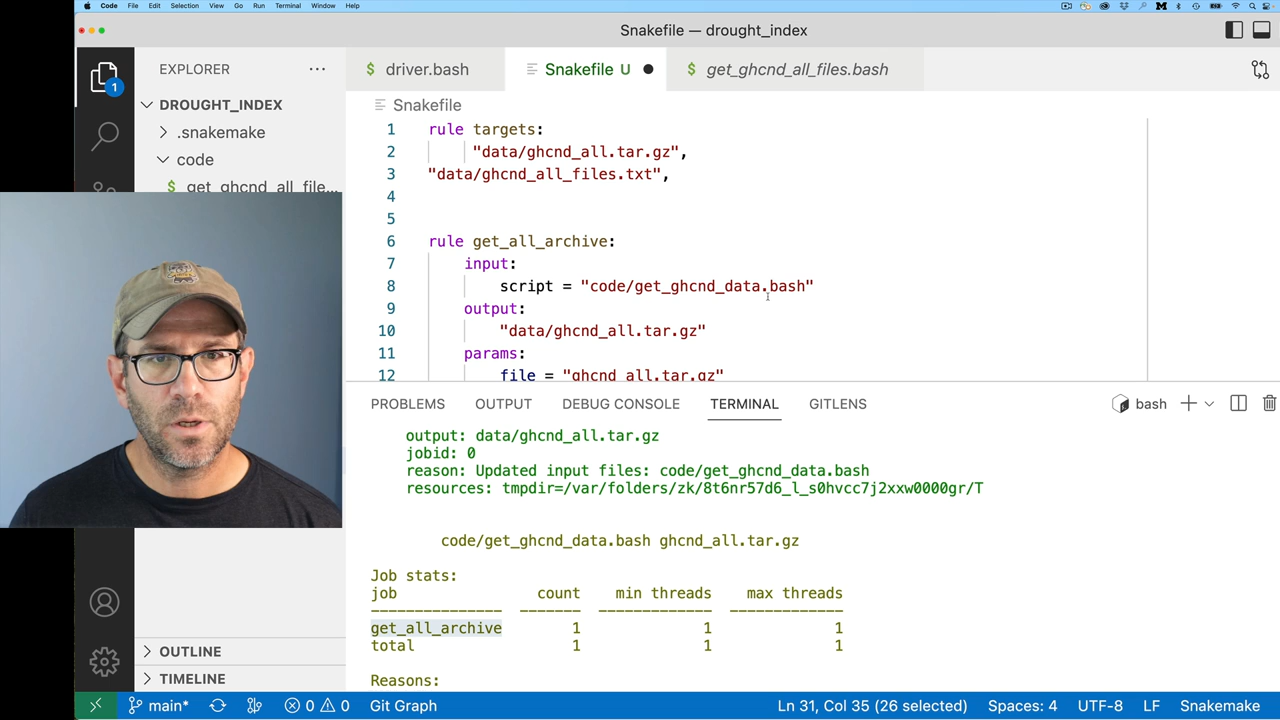 Code File Edit Selection View Go Run Terminal Window Help
Snakefile — drought_index
EXPLORER
1
DROUGHT_INDEX
.snakemake
code
$ get_ghcnd_all_file...
OUTLINE
TIMELINE
$ driver.bash
Snakefile U
$ get_ghcnd_all_files.bash
Snakefile
1 rule targets:
2 "data/ghcnd_all.tar.gz",
3 "data/ghcnd_all_files.txt",
4
5
6 rule get_all_archive:
7 input:
8 script = "code/get_ghcnd_data.bash"
9 output:
10 "data/ghcnd_all.tar.gz"
11 params:
12 file = "ghcnd_all.tar.gz"
PROBLEMS OUTPUT DEBUG CONSOLE TERMINAL GITLENS
bash
output: data/ghcnd_all.tar.gz
jobid: 0
reason: Updated input files: code/get_ghcnd_data.bash
resources: tmpdir=/var/folders/zk/8t6nr57d6_l_s0hvcc7j2xxw0000gr/T
code/get_ghcnd_data.bash ghcnd_all.tar.gz
Job stats:
job count min threads max threads
--------------- ------- ------------- -------------
get_all_archive 1 1 1
total 1 1 1
Reasons:
main* 0 0 Git Graph Ln 31, Col 35 (26 selected) Spaces: 4 UTF-8 LF Snakemake